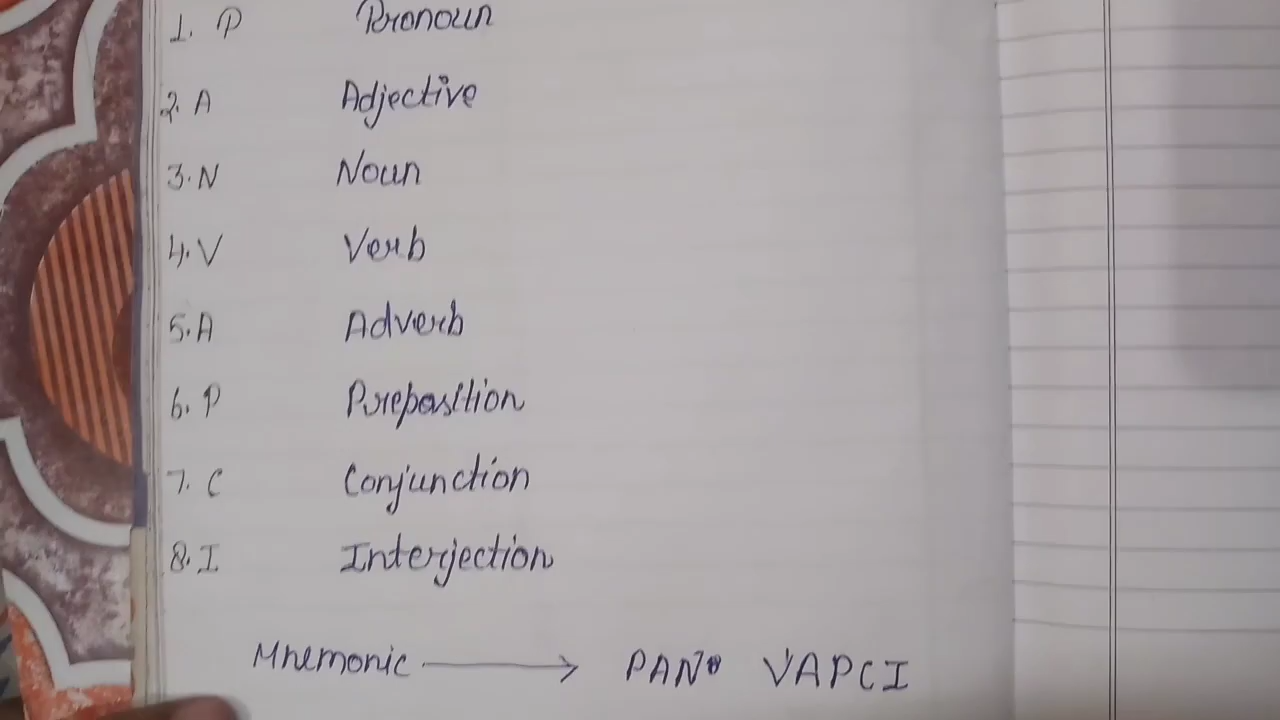 1. P Pronoun
2. A Adjective
3. N Noun
4. V Verb
5. A Adverb
6. P Preposition
7. C Conjunction
8. I Interjection
Mnemonic → PAN VAPCI